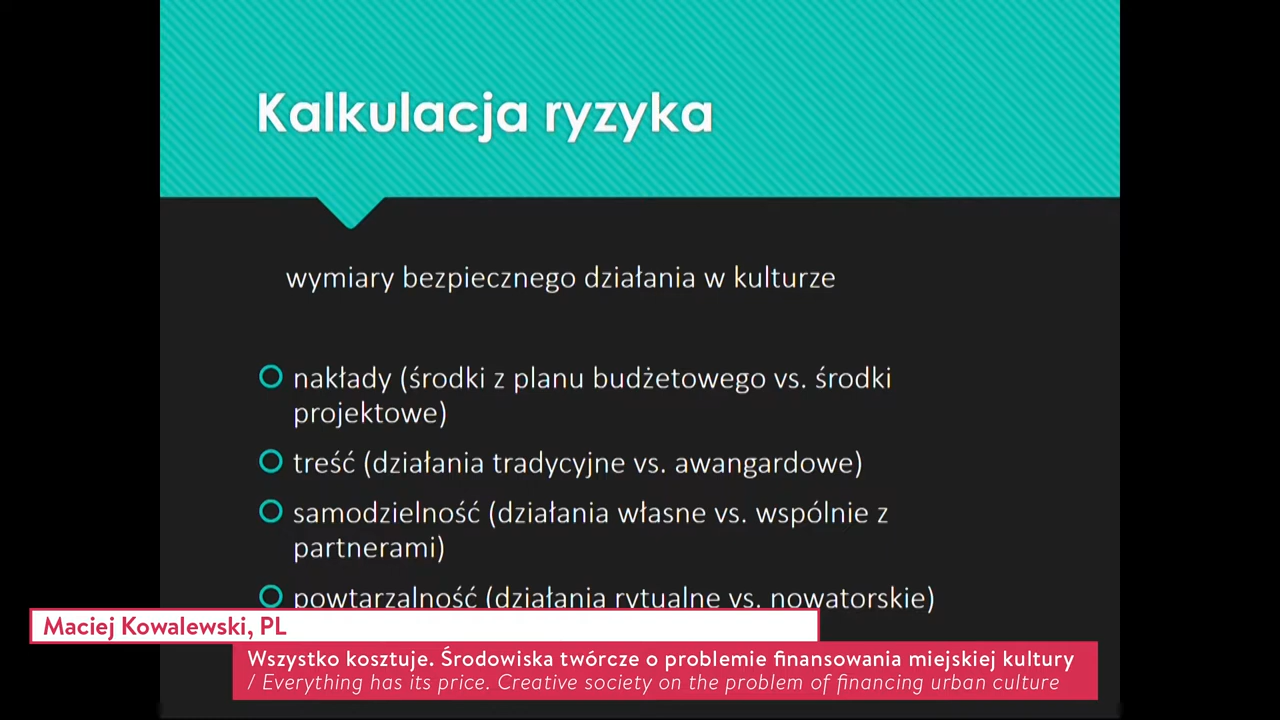 Kalkulacja ryzyka
wymiary bezpiecznego działania w kulturze
nakłady (środki z planu budżetowego vs. środki
projektowe)
treść (działania tradycyjne vs. awangardowe)
samodzielność (działania własne vs. wspólnie z
partnerami)
powtarzalność (działania rytualne vs. nowatorskie)
Maciej Kowalewski, PL
Wszystko kosztuje. Środowiska twórcze o problemie finansowania miejskiej kultury
/ Everything has its price. Creative society on the problem of financing urban culture